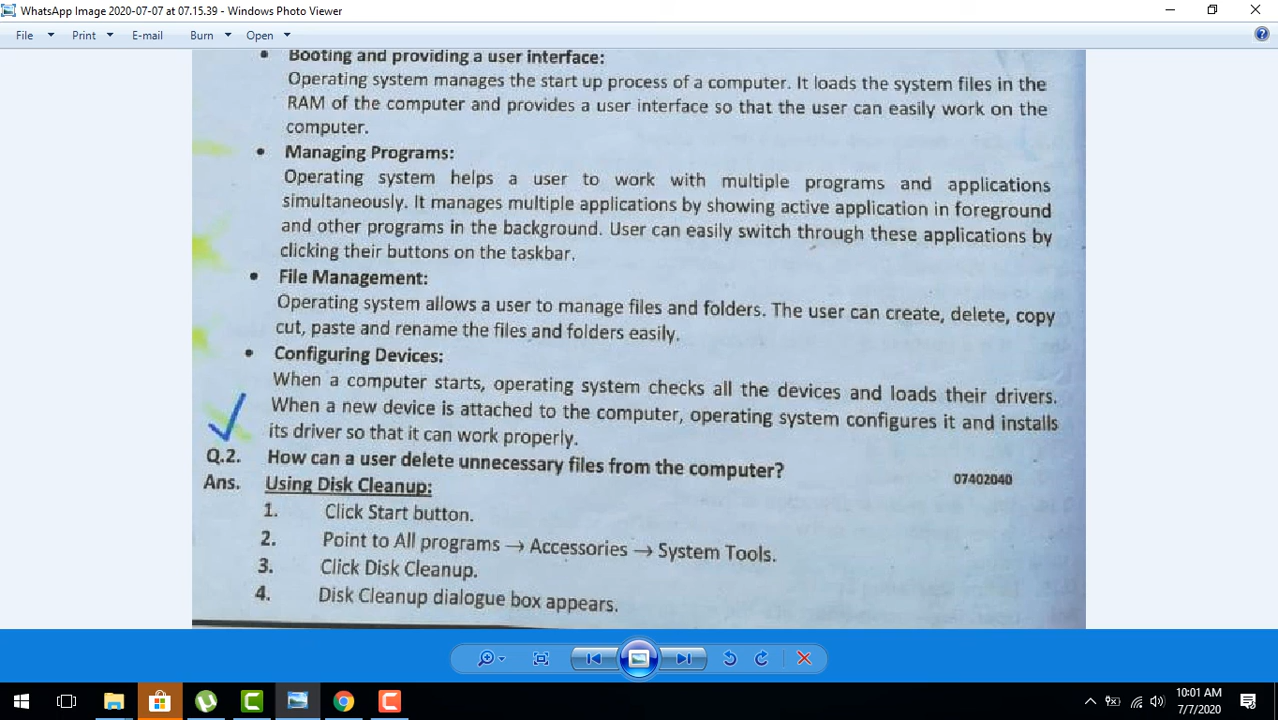 WhatsApp Image 2020-07-07 at 07.15.39 - Windows Photo Viewer
File Print E-mail Burn Open
• Booting and providing a user interface:
Operating system manages the start up process of a computer. It loads the system files in the
RAM of the computer and provides a user interface so that the user can easily work on the
computer.
• Managing Programs:
Operating system helps a user to work with multiple programs and applications
simultaneously. It manages multiple applications by showing active application in foreground
and other programs in the background. User can easily switch through these applications by
clicking their buttons on the taskbar.
• File Management:
Operating system allows a user to manage files and folders. The user can create, delete, copy
cut, paste and rename the files and folders easily.
• Configuring Devices:
When a computer starts, operating system checks all the devices and loads their drivers.
When a new device is attached to the computer, operating system configures it and installs
its driver so that it can work properly.
Q.2. How can a user delete unnecessary files from the computer? 07402040
Ans. Using Disk Cleanup:
1. Click Start button.
2. Point to All programs → Accessories → System Tools.
3. Click Disk Cleanup.
4. Disk Cleanup dialogue box appears.
10:01 AM
7/7/2020